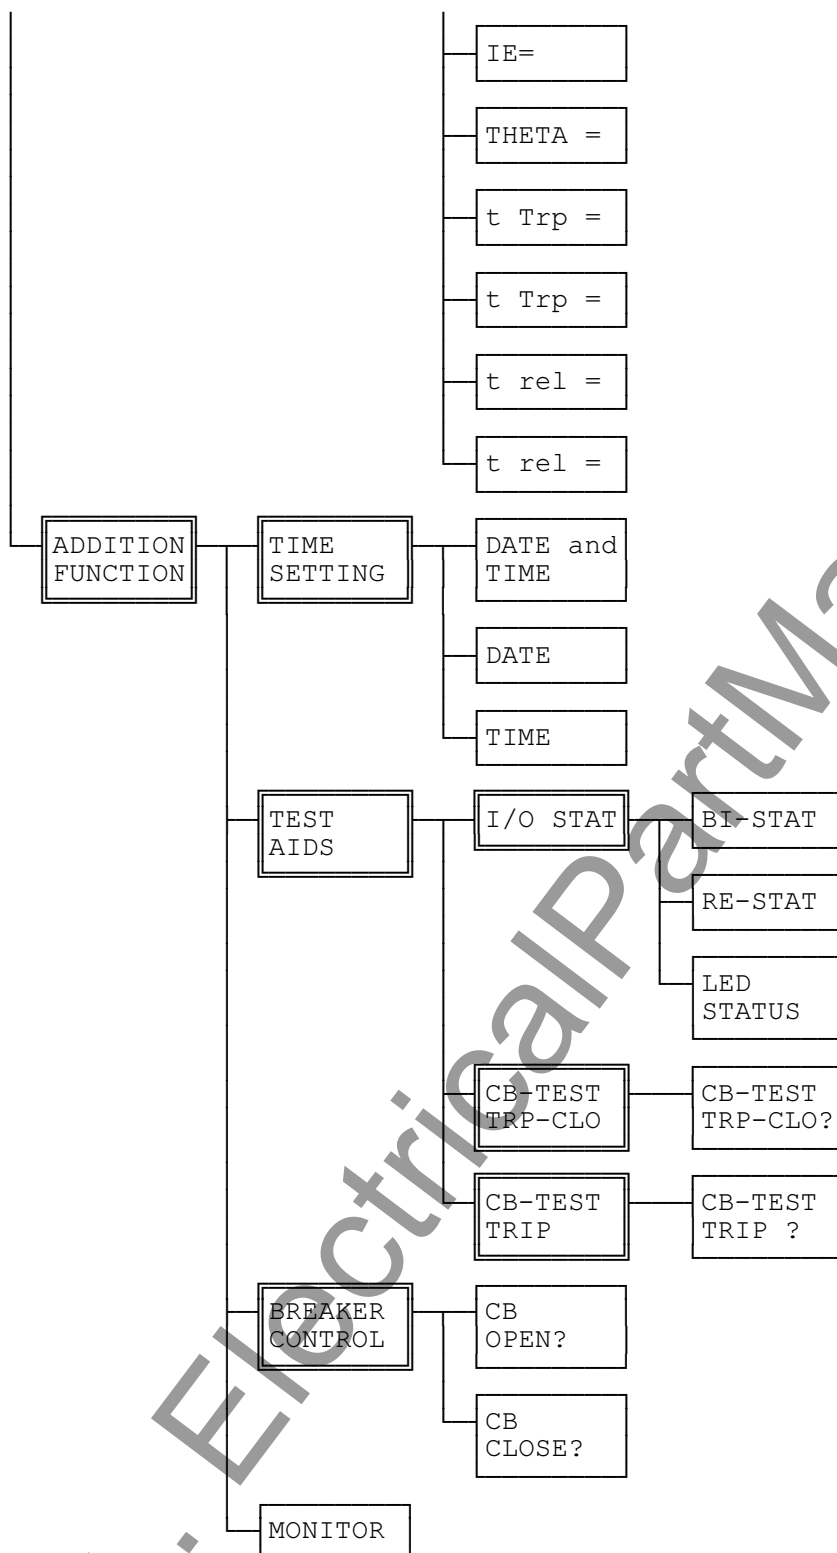 IE=
THETA =
t Trp =
t Trp =
t rel =
t rel =
ADDITION
FUNCTION
TIME
SETTING
DATE and
TIME
DATE
TIME
TEST
AIDS
I/O STAT
BI-STAT
RE-STAT
LED
STATUS
CB-TEST
TRP-CLO
CB-TEST
TRP-CLO?
CB-TEST
TRIP
CB-TEST
TRIP ?
BREAKER
CONTROL
CB
OPEN?
CB
CLOSE?
MONITOR
. ElectricalPartMa